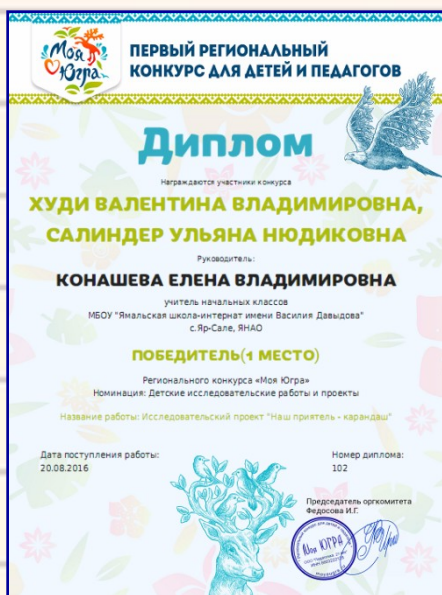 Моя Югра
ПЕРВЫЙ РЕГИОНАЛЬНЫЙ
КОНКУРС ДЛЯ ДЕТЕЙ И ПЕДАГОГОВ
Диплом
Награждаются участники конкурса
ХУДИ ВАЛЕНТИНА ВЛАДИМИРОВНА,
САЛИНДЕР УЛЬЯНА НЮДИКОВНА
Руководитель:
КОНАШЕВА ЕЛЕНА ВЛАДИМИРОВНА
учитель начальных классов
МБОУ "Ямальская школа-интернат имени Василия Давыдова"
с.Яр-Сале, ЯНАО
ПОБЕДИТЕЛЬ(1 МЕСТО)
Регионального конкурса «Моя Югра»
Номинация: Детские исследовательские работы и проекты
Название работы: Исследовательский проект "Наш приятель - карандаш"
Дата поступления работы:
20.08.2016
Номер диплома:
102
Председатель оргкомитета
Федосова И.Г.
Моя ЮГРА